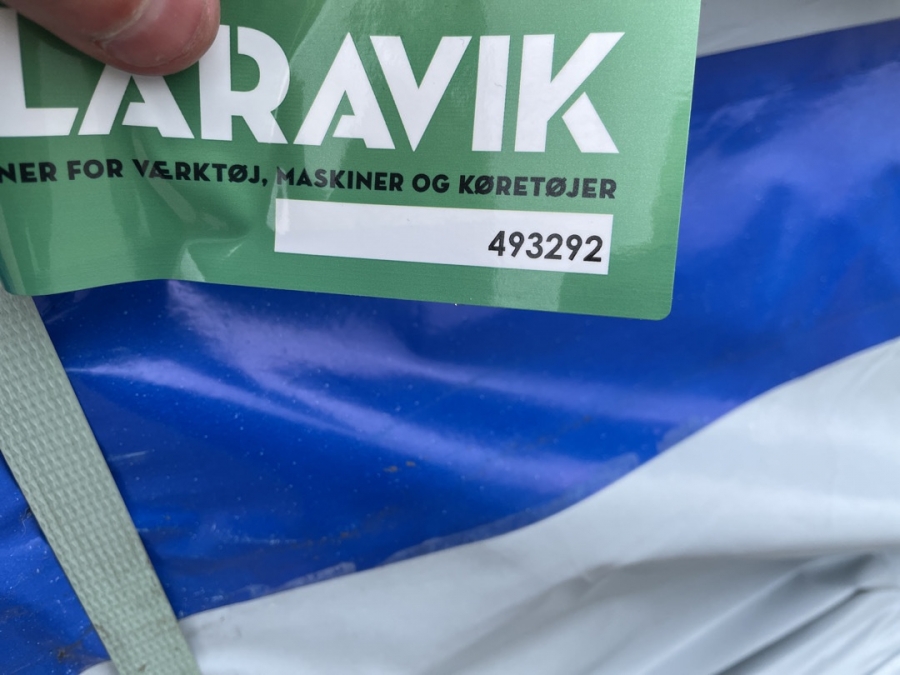 LARAVIK
NER FOR VÆRKTØJ, MASKINER OG KØRETØJER
493292